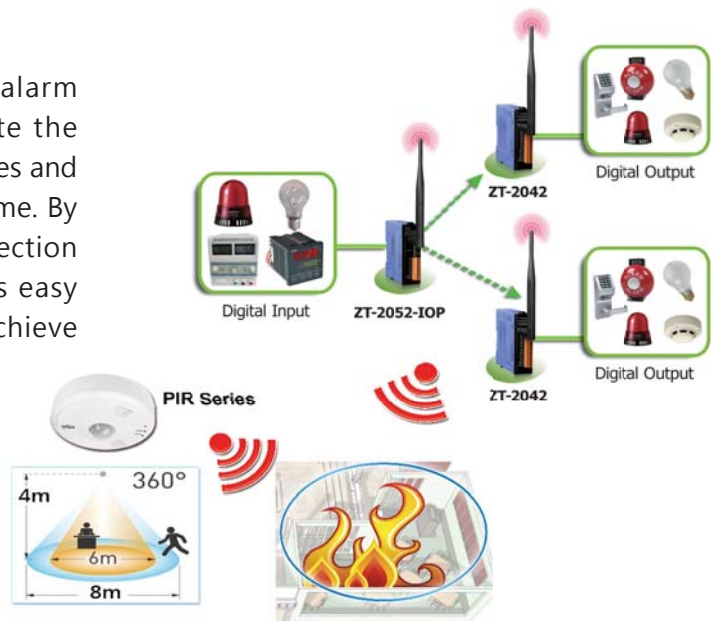 alarm
te the
es and
me. By
ection
s easy
chieve
Digital Input
ZT-2052-IOP
ZT-2042
Digital Output
ZT-2042
Digital Output
PIR Series
360°
4m
6m
8m